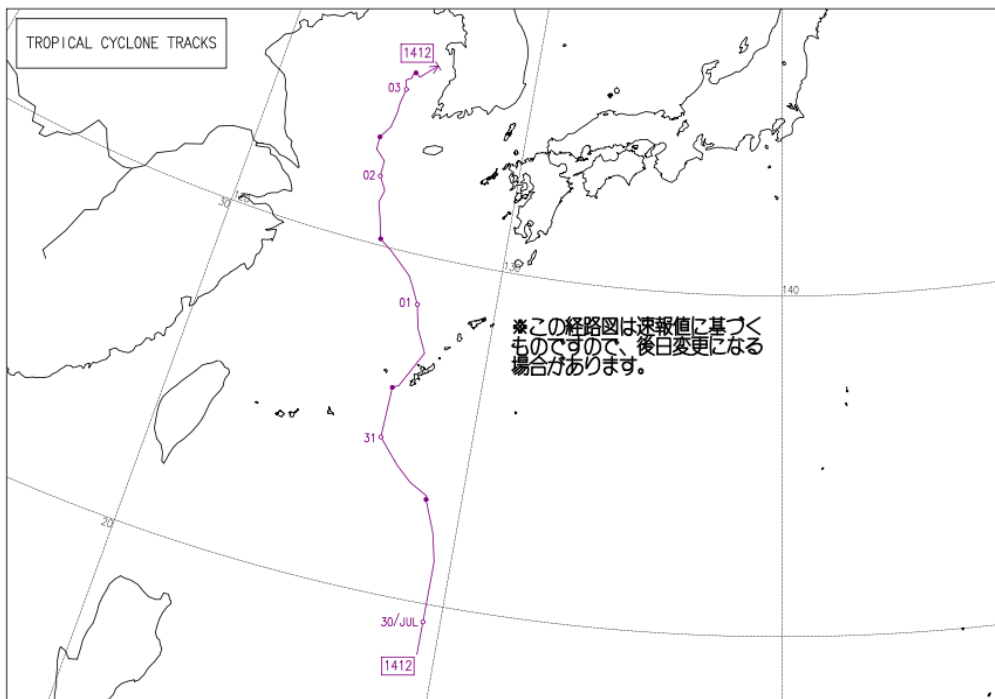 TROPICAL CYCLONE TRACKS
1412
03
02
30
120
130
140
01
※この経路図は速報値に基づく
ものですので、後日変更になる
場合があります。
31
20
30/JUL
1412